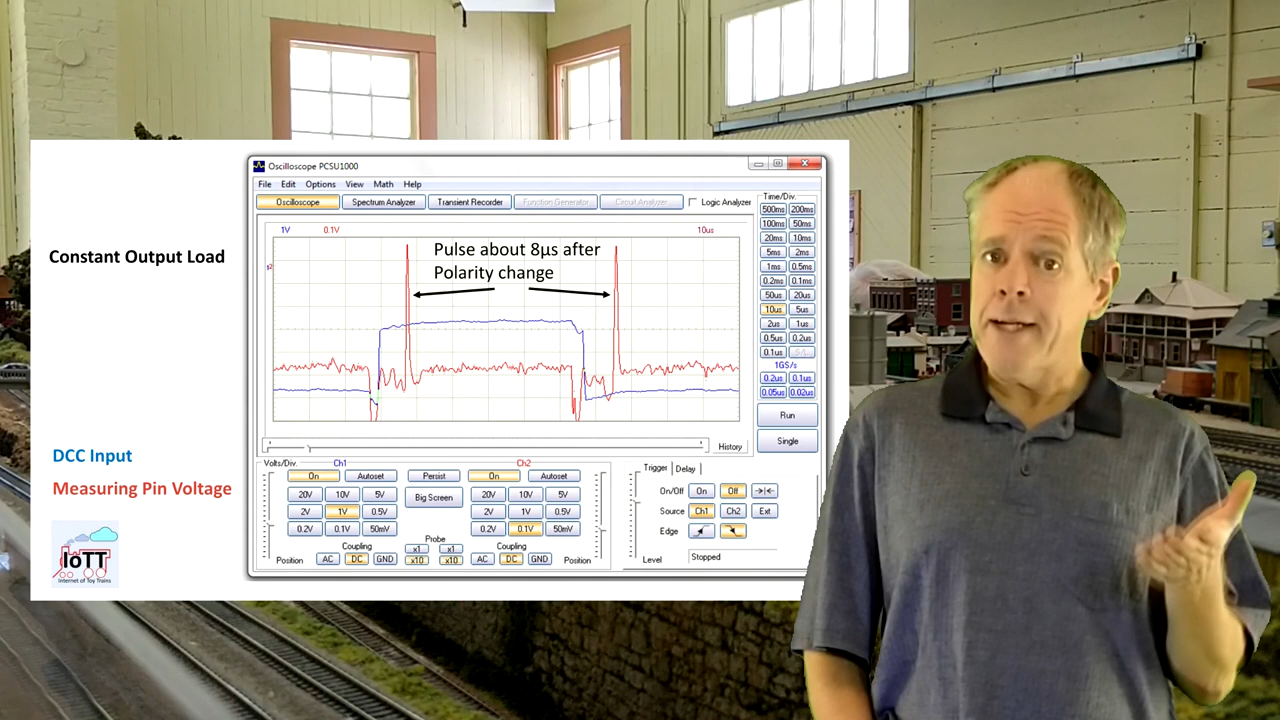 Oscilloscope PCSU1000
File Edit Options View Math Help
Oscilloscope Spectrum Analyzer Transient Recorder Function Generator Circuit Analyzer Logic Analyzer
Time/Div.
500ms 200ms
100ms 50ms
20ms 10ms
5ms 2ms
1ms 0.5ms
0.2ms 0.1ms
50us 20us
10us 5us
2us 1us
0.5us 0.2us
0.1us
1GS/s
0.2us 0.1us
0.05us 0.02us
Run
Single
1V 0.1V 10us
Pulse about 8µs after
Polarity change
Constant Output Load
DCC Input
Measuring Pin Voltage
IoTT
Internet of Toy Trains
History
Volts/Div. Ch1 Ch2
On Autoset Persist On Autoset
20V 10V 5V Big Screen 20V 10V 5V
2V 1V 0.5V 2V 1V 0.5V
0.2V 0.1V 50mV 0.2V 0.1V 50mV
Coupling Probe Coupling
x1 x1
Position AC DC GND x10 x10 AC DC GND Position
Trigger Delay
On/Off On Off
Source Ch1 Ch2 Ext
Edge
Level Stopped